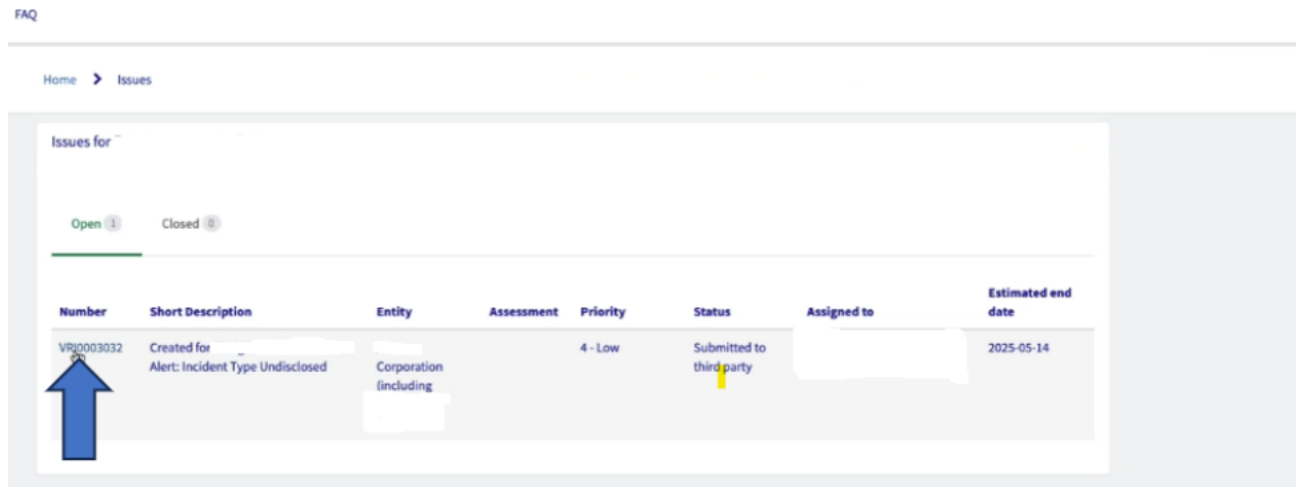 FAQ
Home > Issues
Issues for
Open 1 Closed 0
Number Short Description Entity Assessment Priority Status Assigned to Estimated end
date
VRI0003032 Created for 4 - Low Submitted to 2025-05-14
Alert: Incident Type Undisclosed Corporation third party
(including